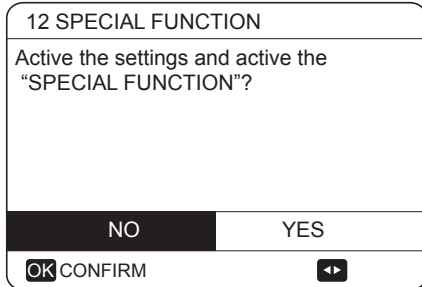 12 SPECIAL FUNCTION
Active the settings and active the
“SPECIAL FUNCTION”?
NO YES
OK CONFIRM